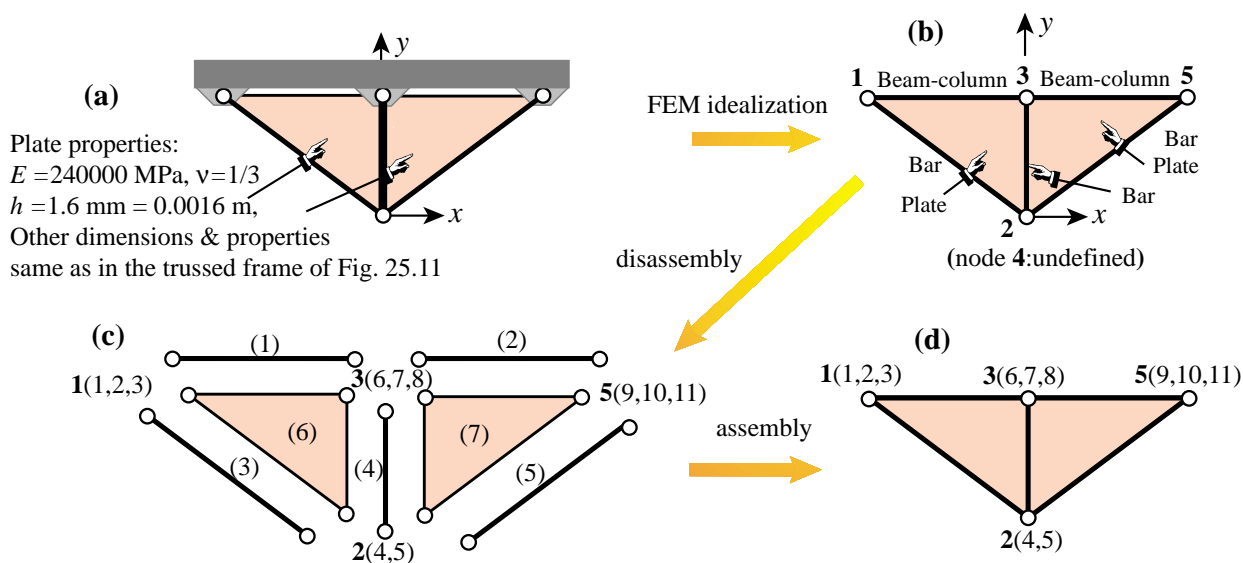 (a)
y
x
Plate properties:
E =240000 MPa, ν=1/3
h =1.6 mm = 0.0016 m,
Other dimensions & properties
same as in the trussed frame of Fig. 25.11
FEM idealization
(b)
y
1 Beam-column 3 Beam-column 5
Bar
Plate
Bar
Plate
Bar
2
x
(node 4:undefined)
disassembly
(c)
(1)
(2)
1(1,2,3)
3(6,7,8)
5(9,10,11)
(6)
(7)
(3)
(4)
(5)
2(4,5)
assembly
(d)
1(1,2,3) 3(6,7,8) 5(9,10,11)
2(4,5)